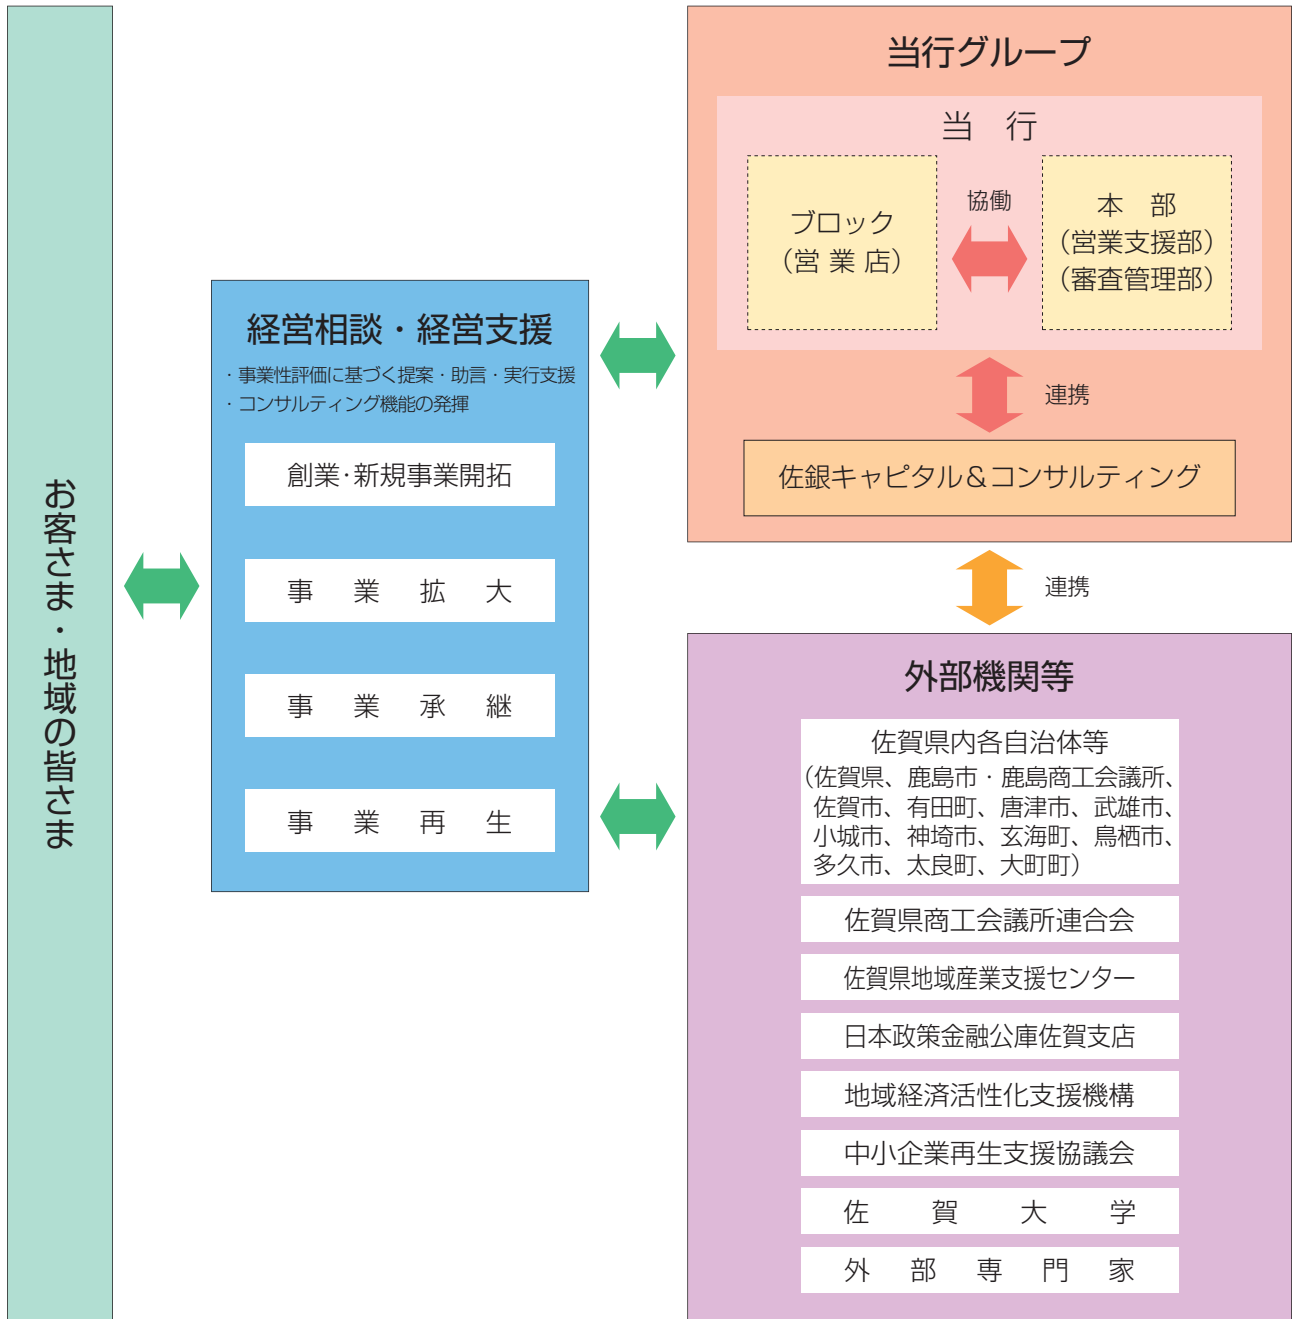 お客さま・地域の皆さま
経営相談・経営支援
・事業性評価に基づく提案・助言・実行支援
・コンサルティング機能の発揮
創業・新規事業開拓
事業拡大
事業承継
事業再生
当行グループ
当行
ブロック
（営業店）
協働
本部
（営業支援部）
（審査管理部）
連携
佐銀キャピタル＆コンサルティング
連携
外部機関等
佐賀県内各自治体等
（佐賀県、鹿島市・鹿島商工会議所、
佐賀市、有田町、唐津市、武雄市、
小城市、神埼市、玄海町、鳥栖市、
多久市、太良町、大町町）
佐賀県商工会議所連合会
佐賀県地域産業支援センター
日本政策金融公庫佐賀支店
地域経済活性化支援機構
中小企業再生支援協議会
佐賀大学
外部専門家